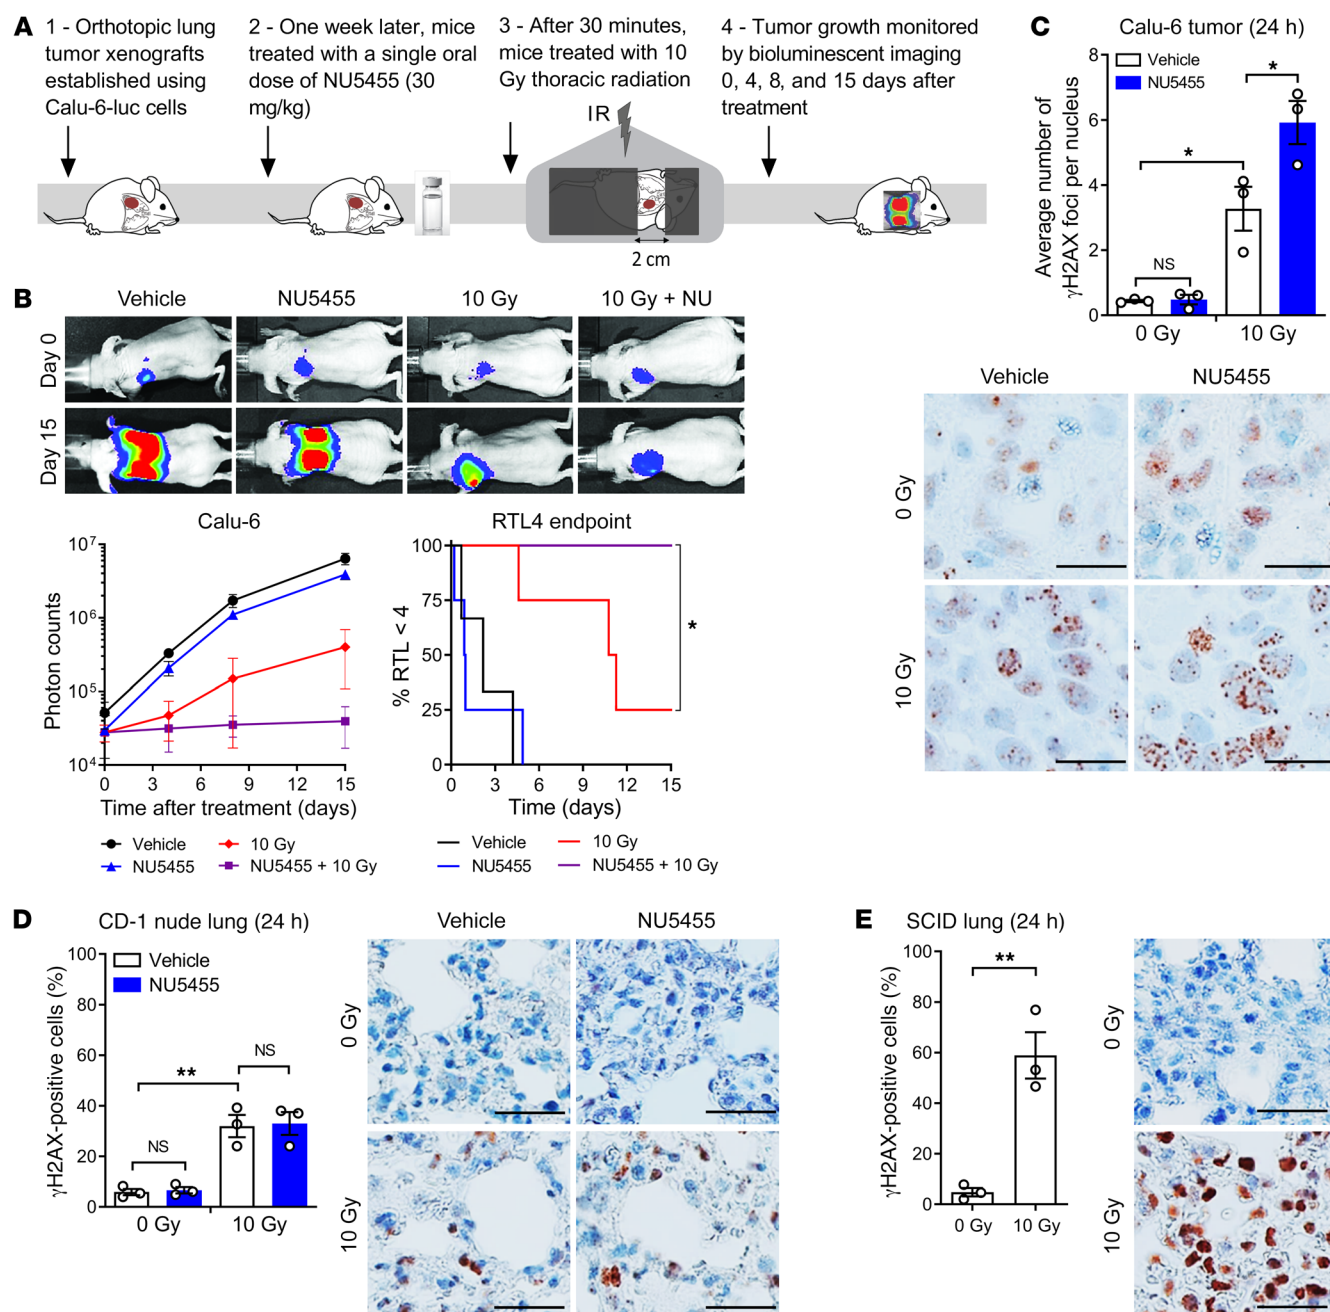 A
1 - Orthotopic lung
tumor xenografts
established using
Calu-6-luc cells
2 - One week later, mice
treated with a single oral
dose of NU5455 (30
mg/kg)
3 - After 30 minutes,
mice treated with 10
Gy thoracic radiation
IR
2 cm
4 - Tumor growth monitored
by bioluminescent imaging
0, 4, 8, and 15 days after
treatment
B
Vehicle
NU5455
10 Gy
10 Gy + NU
Day 0
Day 15
Calu-6
Photon counts
10⁷
10⁶
10⁵
10⁴
0 3 6 9 12 15
Time after treatment (days)
Vehicle
10 Gy
NU5455
NU5455 + 10 Gy
RTL4 endpoint
% RTL < 4
100
75
50
25
0
*
0 3 6 9 12 15
Time (days)
Vehicle
10 Gy
NU5455
NU5455 + 10 Gy
C
Calu-6 tumor (24 h)
Vehicle
NU5455
Average number of
γH2AX foci per nucleus
8
6
4
2
0
NS
*
*
0 Gy
10 Gy
Vehicle
NU5455
0 Gy
10 Gy
D
CD-1 nude lung (24 h)
Vehicle
NU5455
γH2AX-positive cells (%)
100
80
60
40
20
0
NS
**
NS
0 Gy
10 Gy
Vehicle
NU5455
0 Gy
10 Gy
E
SCID lung (24 h)
γH2AX-positive cells (%)
100
80
60
40
20
0
**
0 Gy
10 Gy
0 Gy
10 Gy